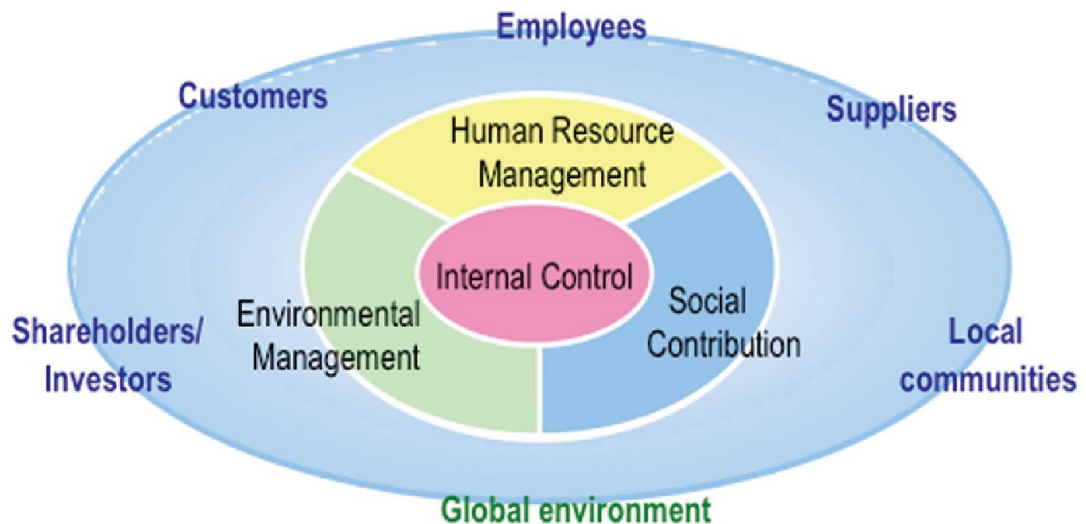 Employees
Customers
Suppliers
Human Resource
Management
Internal Control
Environmental
Management
Social
Contribution
Shareholders/
Investors
Local
communities
Global environment